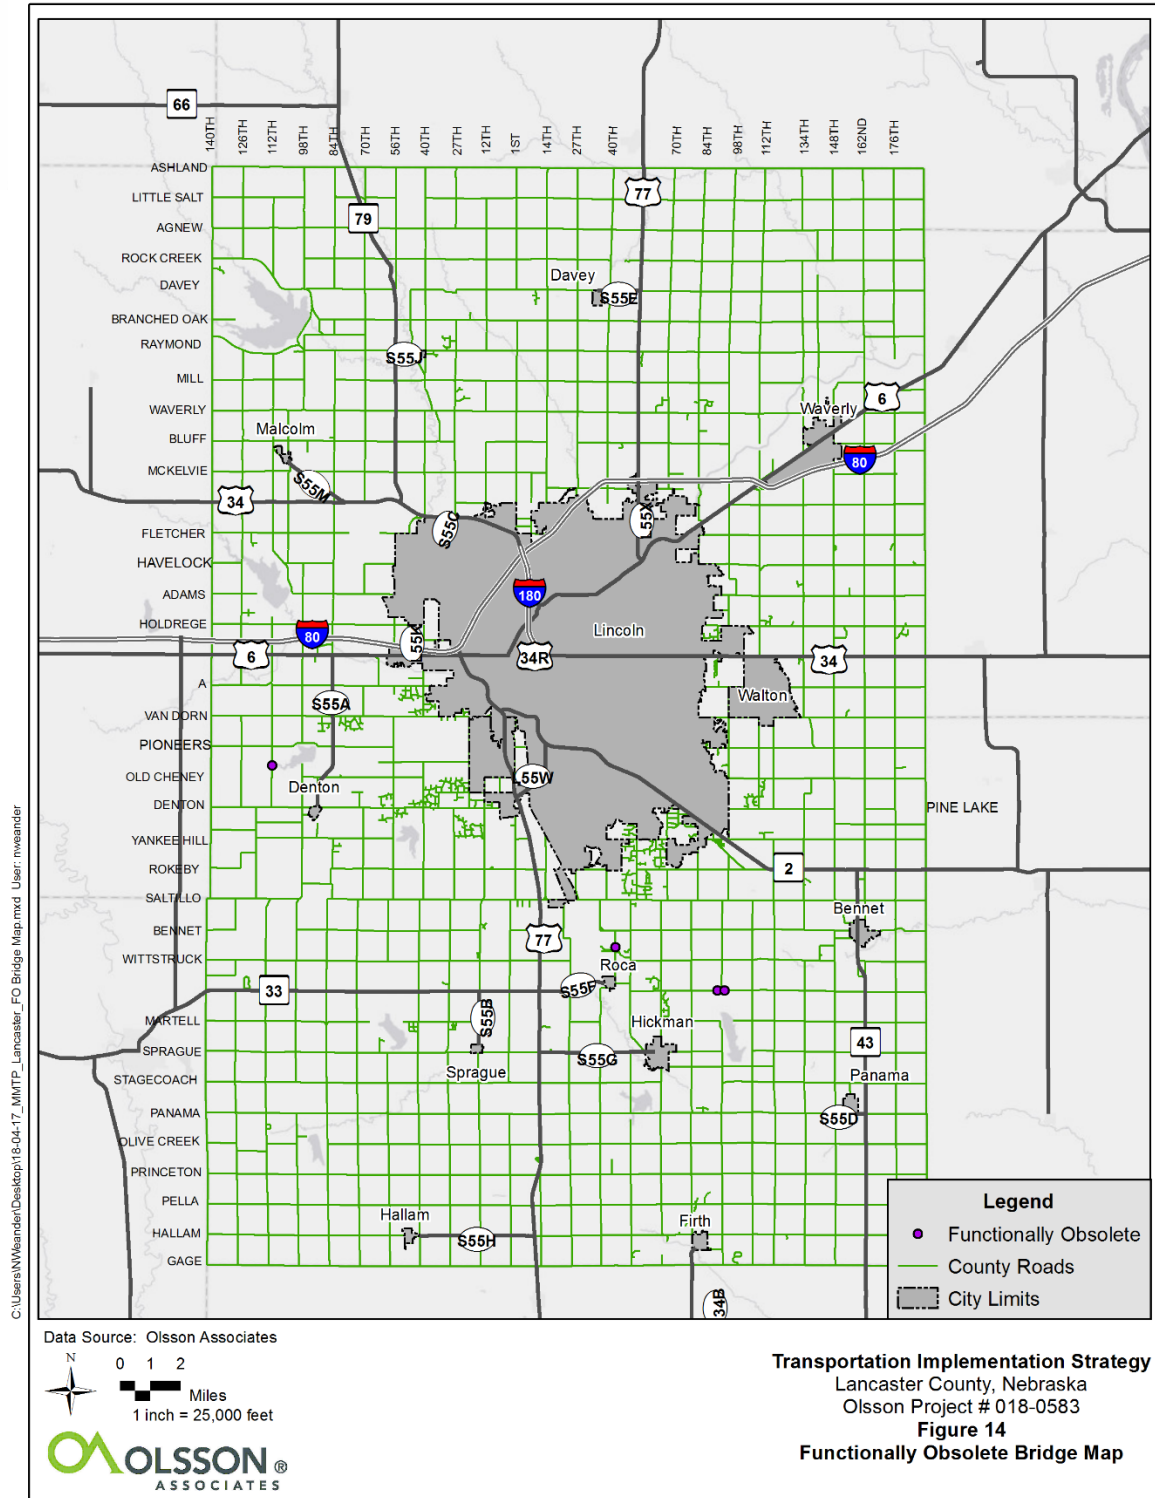 66
140TH
126TH
112TH
98TH
84TH
70TH
56TH
40TH
27TH
12TH
1ST
14TH
27TH
40TH
70TH
84TH
98TH
112TH
134TH
148TH
162ND
176TH
ASHLAND
LITTLE SALT
77
79
AGNEW
ROCK CREEK
Davey
DAVEY
S55E
BRANCHED OAK
RAYMOND
S55J
MILL
6
WAVERLY
Waverly
BLUFF
Malcolm
80
MCKELVIE
S55M
34
S55C
55X
FLETCHER
HAVELOCK
180
ADAMS
HOLDREGE
80
Lincoln
55K
6
34R
34
A
S55A
Walton
VAN DORN
PIONEERS
OLD CHENEY
55W
Denton
DENTON
PINE LAKE
YANKEE HILL
ROKEBY
2
SALTILLO
Bennet
BENNET
77
WITTSTRUCK
Roca
33
S55F
MARTELL
S55B
Hickman
43
SPRAGUE
S55G
Sprague
STAGECOACH
Panama
PANAMA
S55D
OLIVE CREEK
PRINCETON
PELLA
Hallam
Firth
HALLAM
S55H
GAGE
34B
Legend
Functionally Obsolete
County Roads
City Limits
C:\Users\NWeander\Desktop\18-04-17_MMTP_Lancaster_FO Bridge Map.mxd User: nweander
Data Source: Olsson Associates
N
0 1 2
Miles
1 inch = 25,000 feet
OLSSON ®
ASSOCIATES
Transportation Implementation Strategy
Lancaster County, Nebraska
Olsson Project # 018-0583
Figure 14
Functionally Obsolete Bridge Map